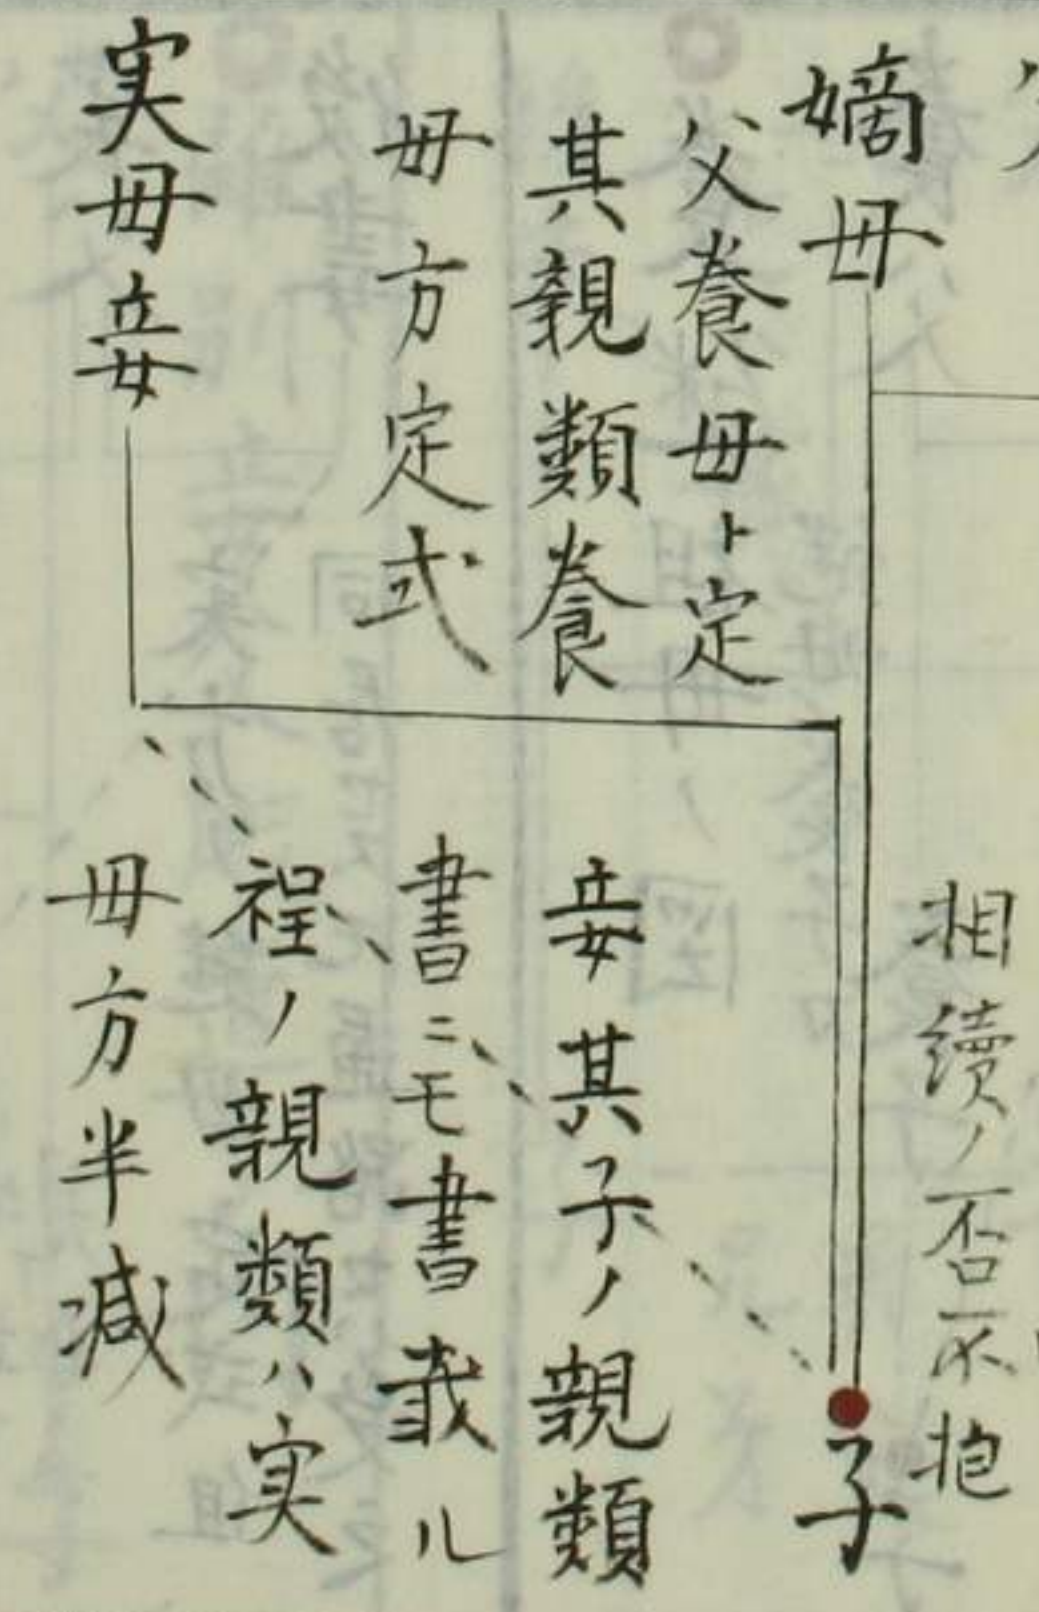 相續ノ否不抱
嫡母
父養母ト定
其親類養
母方定式
子
妾其子ノ親類
書ニモ書載ル
程ノ親類ハ実
母方半減
実母妾